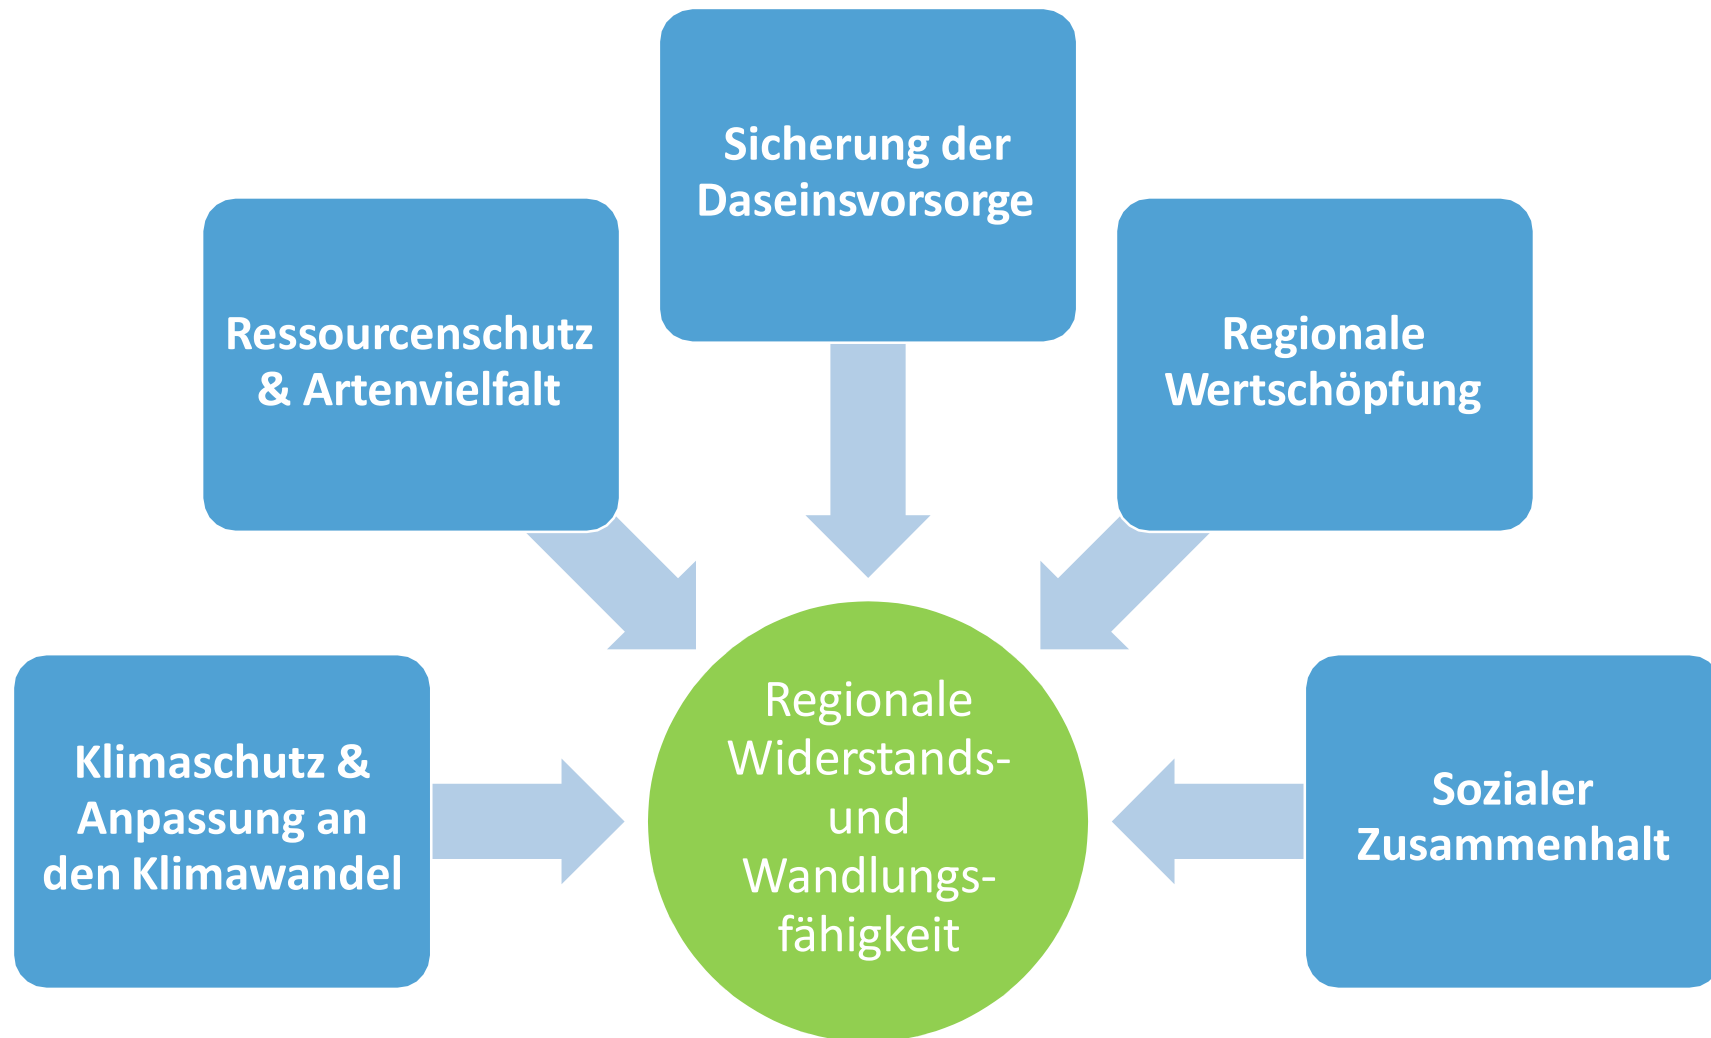 Sicherung der
Daseinsvorsorge
Ressourcenschutz
& Artenvielfalt
Regionale
Wertschöpfung
Klimaschutz &
Anpassung an
den Klimawandel
Regionale
Widerstands-
und
Wandlungs-
fähigkeit
Sozialer
Zusammenhalt